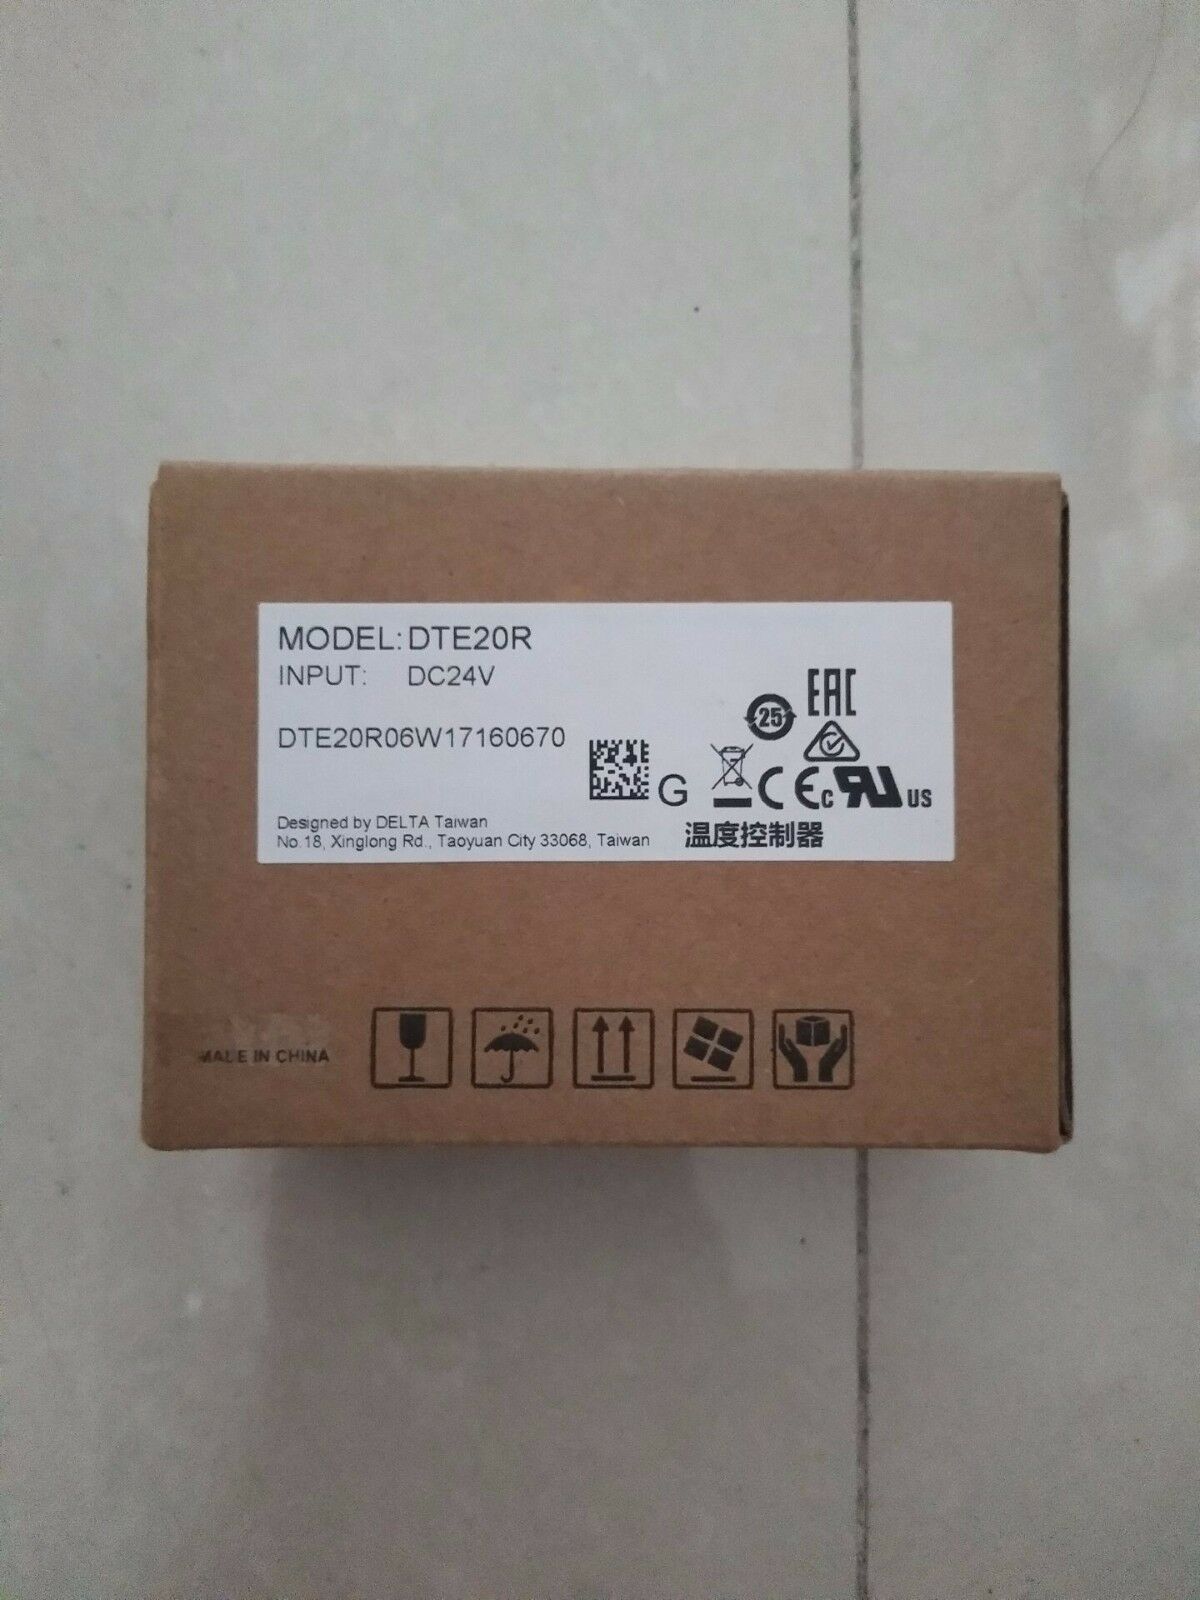 MODEL: DTE20R
INPUT: DC24V
EAC
25
DTE20R06W17160670
G CE c RU US
Designed by DELTA Taiwan
No.18, Xinglong Rd., Taoyuan City 33068, Taiwan
温度控制器
MADE IN CHINA